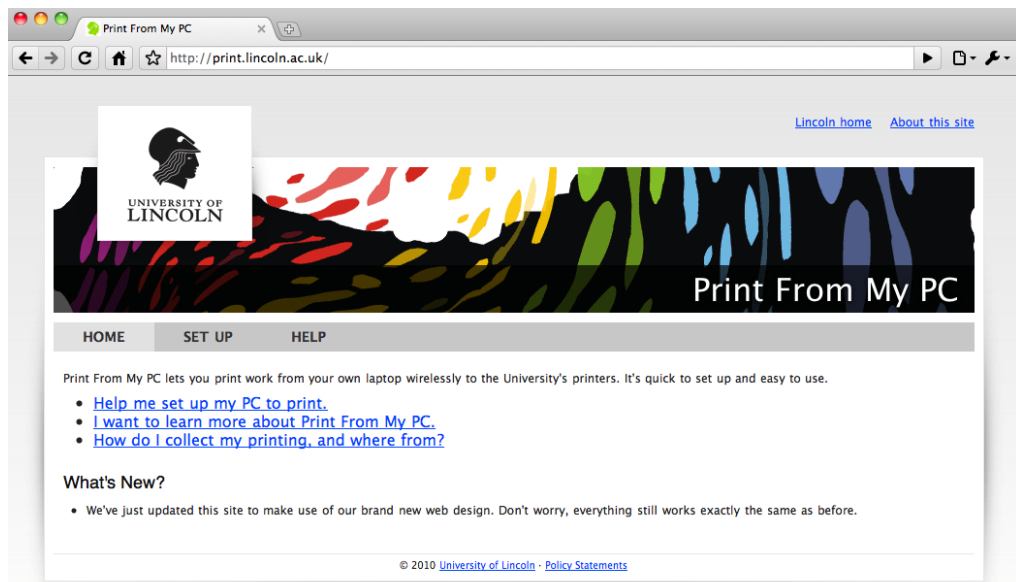 Print From My PC
http://print.lincoln.ac.uk/
Lincoln home About this site
UNIVERSITY OF
LINCOLN
Print From My PC
HOME SET UP HELP
Print From My PC lets you print work from your own laptop wirelessly to the University's printers. It's quick to set up and easy to use.
• Help me set up my PC to print.
• I want to learn more about Print From My PC.
• How do I collect my printing, and where from?
What's New?
• We've just updated this site to make use of our brand new web design. Don't worry, everything still works exactly the same as before.
© 2010 University of Lincoln · Policy Statements